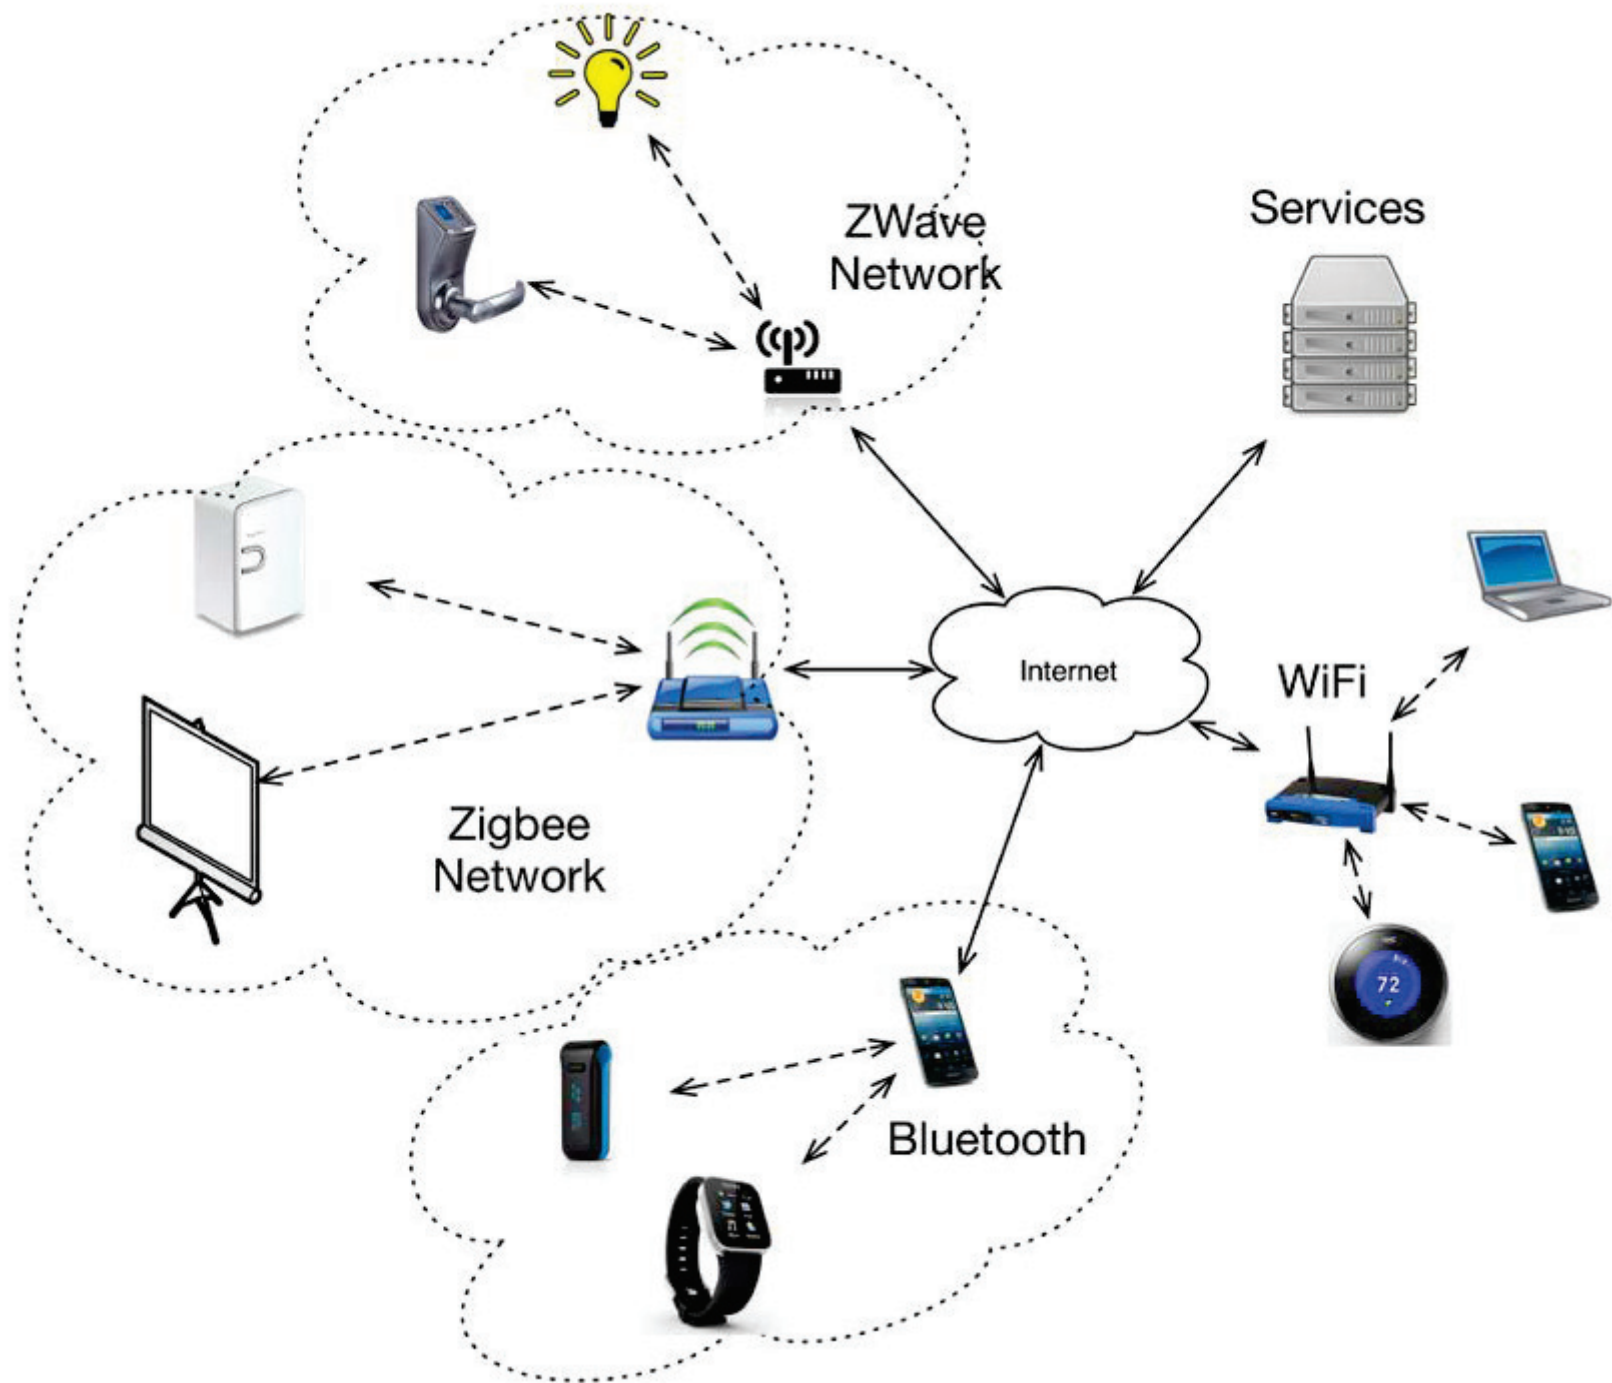 ZWave
Network
Services
Internet
WiFi
Zigbee
Network
72
Bluetooth